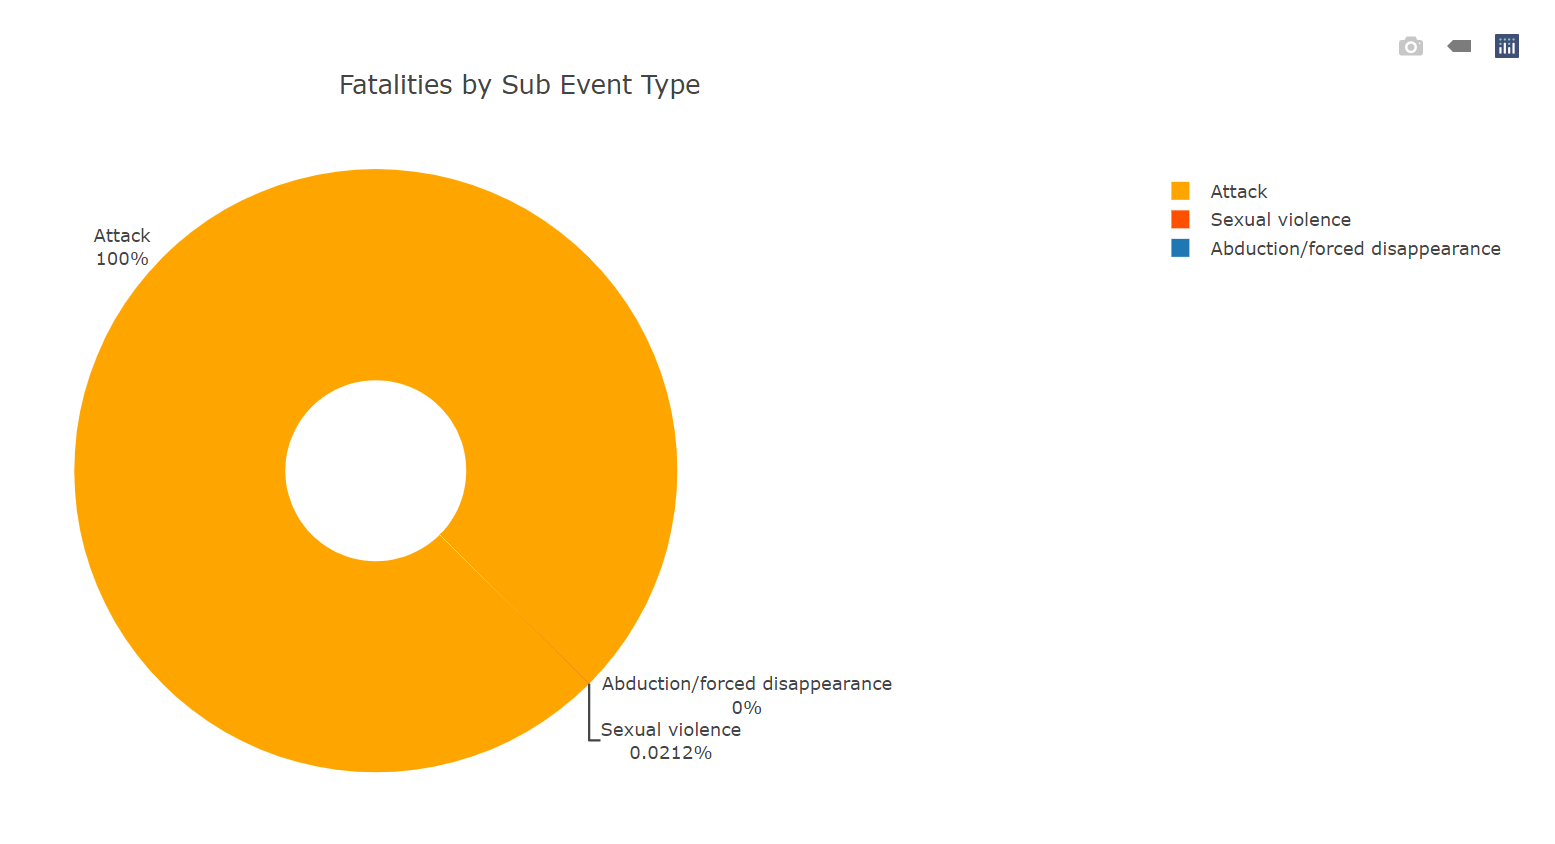 Fatalities by Sub Event Type
Attack
100%
Attack
Sexual violence
Abduction/forced disappearance
Abduction/forced disappearance
0%
Sexual violence
0.0212%